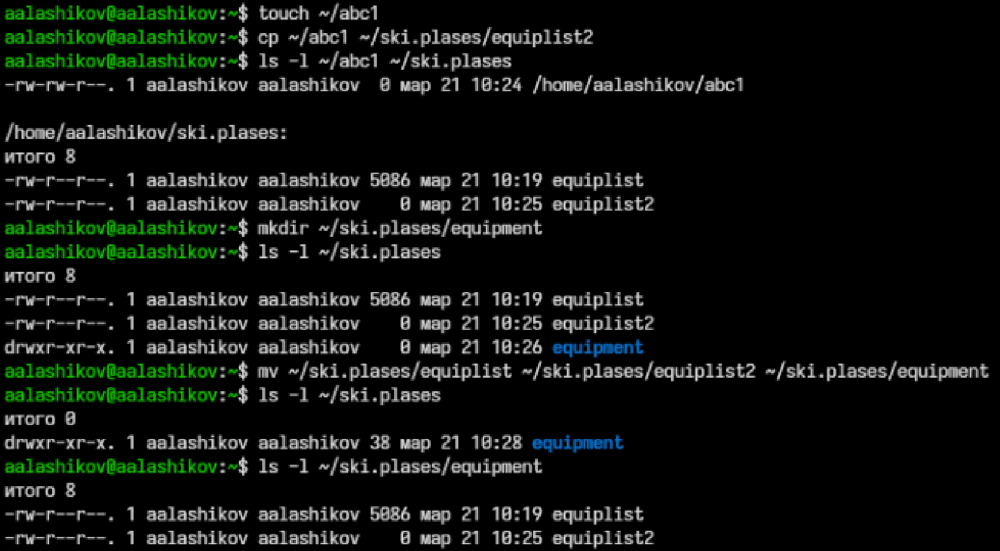 aalashikov@aalashikov:~$ touch ~/abc1
aalashikov@aalashikov:~$ cp ~/abc1 ~/ski.plases/equiplist2
aalashikov@aalashikov:~$ ls -l ~/abc1 ~/ski.plases
-rw-rw-r--. 1 aalashikov aalashikov  0 мар 21 10:24 /home/aalashikov/abc1

/home/aalashikov/ski.plases:
итого 8
-rw-r--r--. 1 aalashikov aalashikov 5086 мар 21 10:19 equiplist
-rw-r--r--. 1 aalashikov aalashikov    0 мар 21 10:25 equiplist2
aalashikov@aalashikov:~$ mkdir ~/ski.plases/equipment
aalashikov@aalashikov:~$ ls -l ~/ski.plases
итого 8
-rw-r--r--. 1 aalashikov aalashikov 5086 мар 21 10:19 equiplist
-rw-r--r--. 1 aalashikov aalashikov    0 мар 21 10:25 equiplist2
drwxr-xr-x. 1 aalashikov aalashikov    0 мар 21 10:26 equipment
aalashikov@aalashikov:~$ mv ~/ski.plases/equiplist ~/ski.plases/equiplist2 ~/ski.plases/equipment
aalashikov@aalashikov:~$ ls -l ~/ski.plases
итого 0
drwxr-xr-x. 1 aalashikov aalashikov 38 мар 21 10:28 equipment
aalashikov@aalashikov:~$ ls -l ~/ski.plases/equipment
итого 8
-rw-r--r--. 1 aalashikov aalashikov 5086 мар 21 10:19 equiplist
-rw-r--r--. 1 aalashikov aalashikov    0 мар 21 10:25 equiplist2